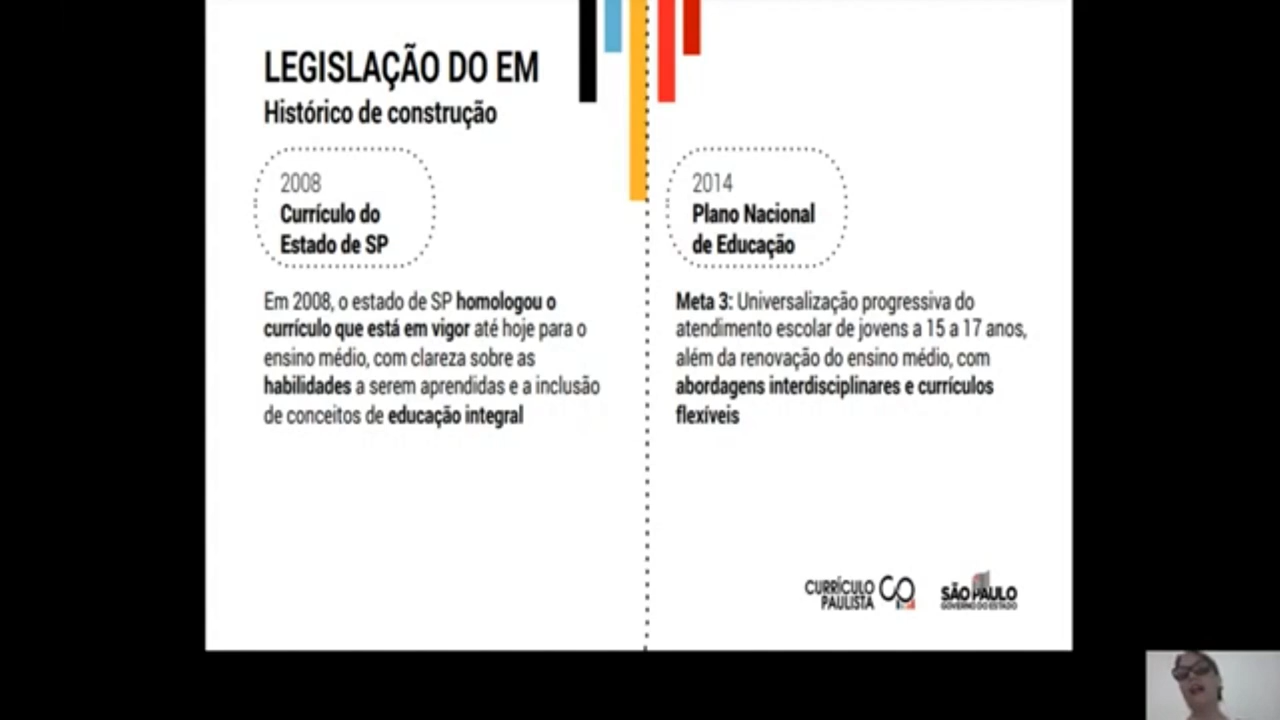 LEGISLAÇÃO DO EM
Histórico de construção
2008
Currículo do
Estado de SP
Em 2008, o estado de SP homologou o
currículo que está em vigor até hoje para o
ensino médio, com clareza sobre as
habilidades a serem aprendidas e a inclusão
de conceitos de educação integral
2014
Plano Nacional
de Educação
Meta 3: Universalização progressiva do
atendimento escolar de jovens a 15 a 17 anos,
além da renovação do ensino médio, com
abordagens interdisciplinares e currículos
flexíveis
CURRÍCULO
PAULISTA
SÃO PAULO
GOVERNO DO ESTADO